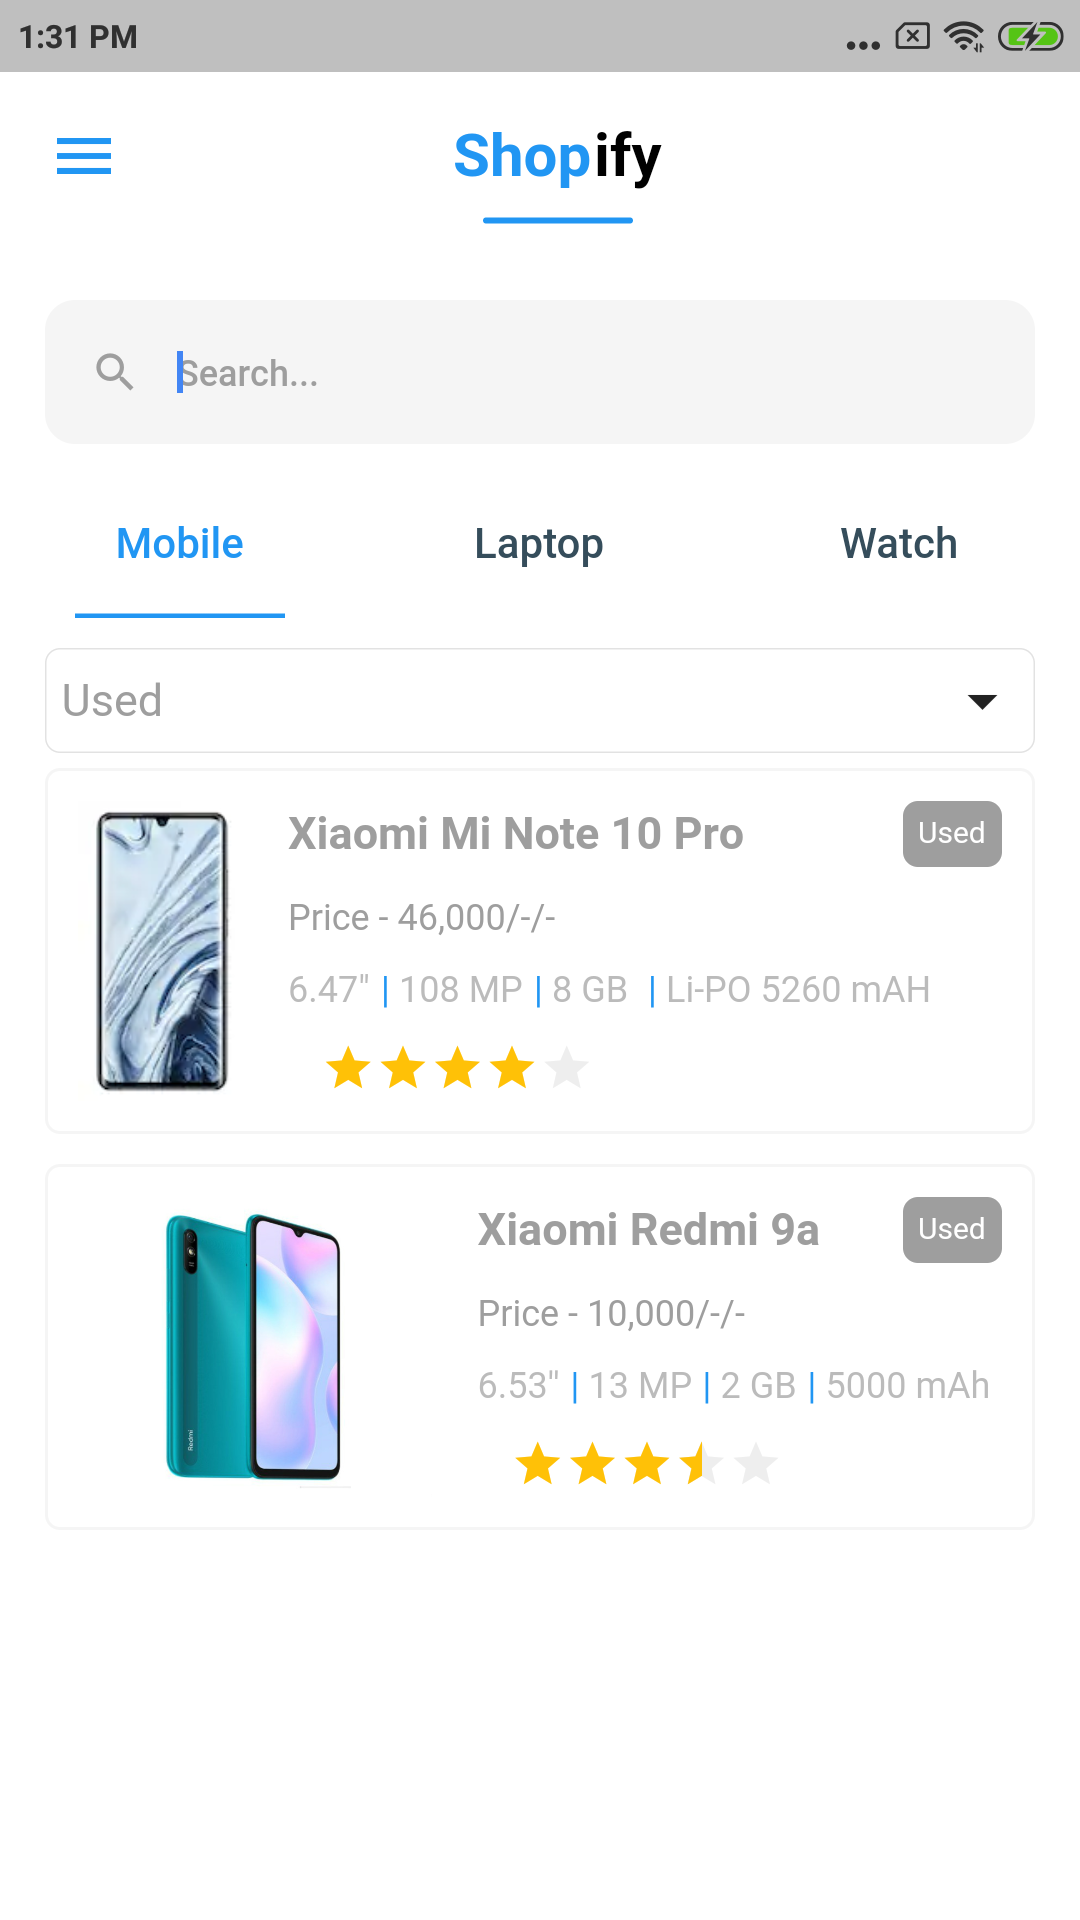 1:31 PM
Shopify
Search...
Mobile Laptop Watch
Used
Xiaomi Mi Note 10 Pro Used
Price - 46,000/-/-
6.47" | 108 MP | 8 GB | Li-PO 5260 mAH
Xiaomi Redmi 9a Used
Price - 10,000/-/-
6.53" | 13 MP | 2 GB | 5000 mAh
Redmi